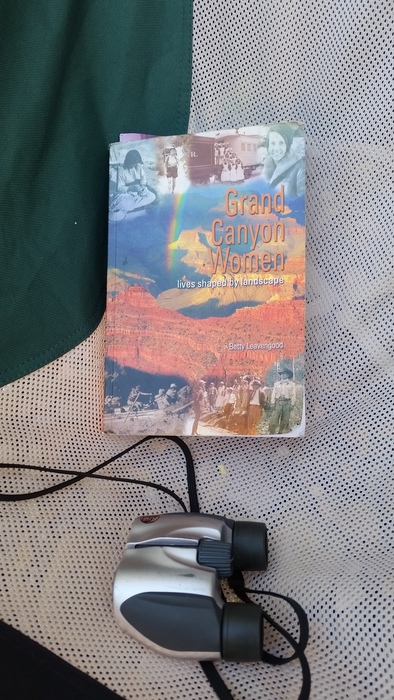 Grand
Canyon
Women
lives shaped by landscape
Betty Leavengood